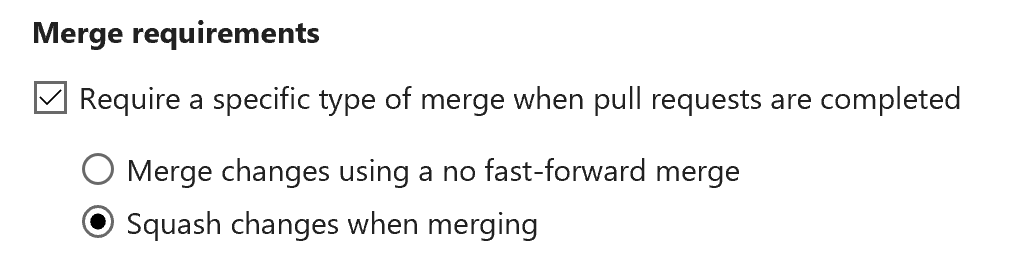 Merge requirements
Require a specific type of merge when pull requests are completed
Merge changes using a no fast-forward merge
Squash changes when merging